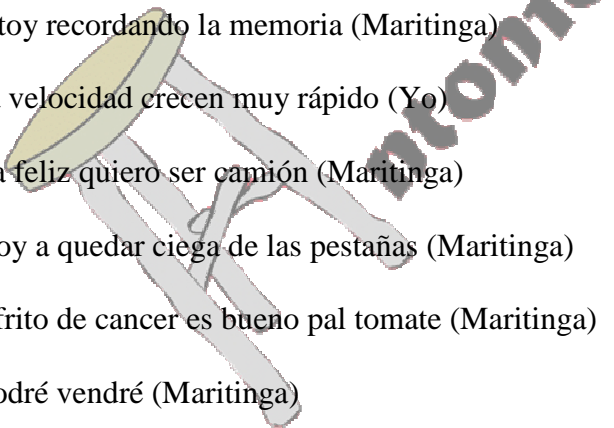 toy recordando la memoria (Maritinga)
velocidad crecen muy rápido (Yo)
a feliz quiero ser camión (Maritinga)
oy a quedar ciega de las pestañas (Maritinga)
frito de cancer es bueno pal tomate (Maritinga)
odré vendré (Maritinga)